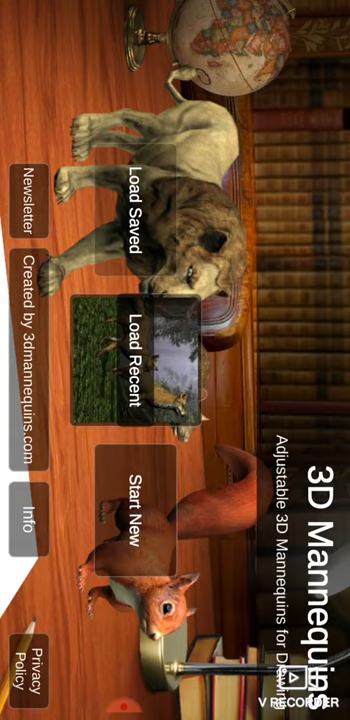 3D Mannequins
Adjustable 3D Mannequins for Drawing
Load Saved
Load Recent
Start New
Newsletter
Created by 3dmannequins.com
Info
Privacy
Policy
V RECORDER